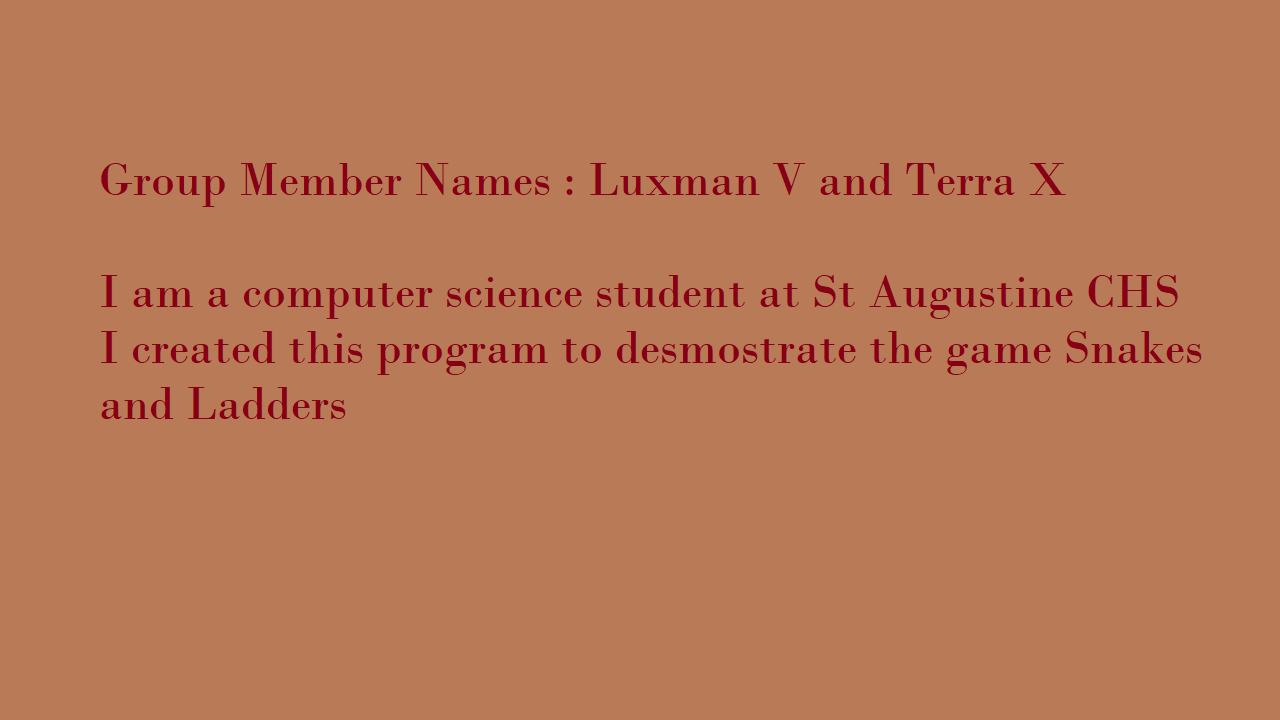 Group Member Names : Luxman V and Terra X
I am a computer science student at St Augustine CHS
I created this program to desmostrate the game Snakes
and Ladders